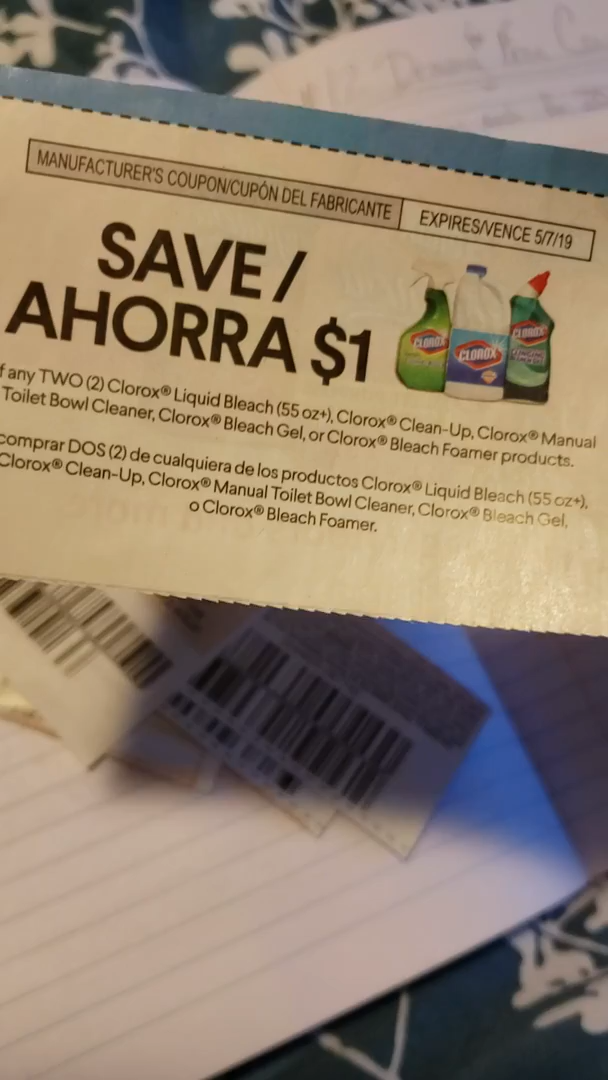 MANUFACTURER'S COUPON/CUPÓN DEL FABRICANTE
EXPIRES/VENCE 5/7/19
SAVE /
AHORRA $1
f any TWO (2) Clorox® Liquid Bleach (55 oz+), Clorox® Clean-Up, Clorox® Manual
Toilet Bowl Cleaner, Clorox® Bleach Gel, or Clorox® Bleach Foamer products.
comprar DOS (2) de cualquiera de los productos Clorox® Liquid Bleach (55 oz+),
Clorox® Clean-Up, Clorox® Manual Toilet Bowl Cleaner, Clorox® Bleach Gel,
o Clorox® Bleach Foamer.
CLOROX
CLOROX
CLOROX